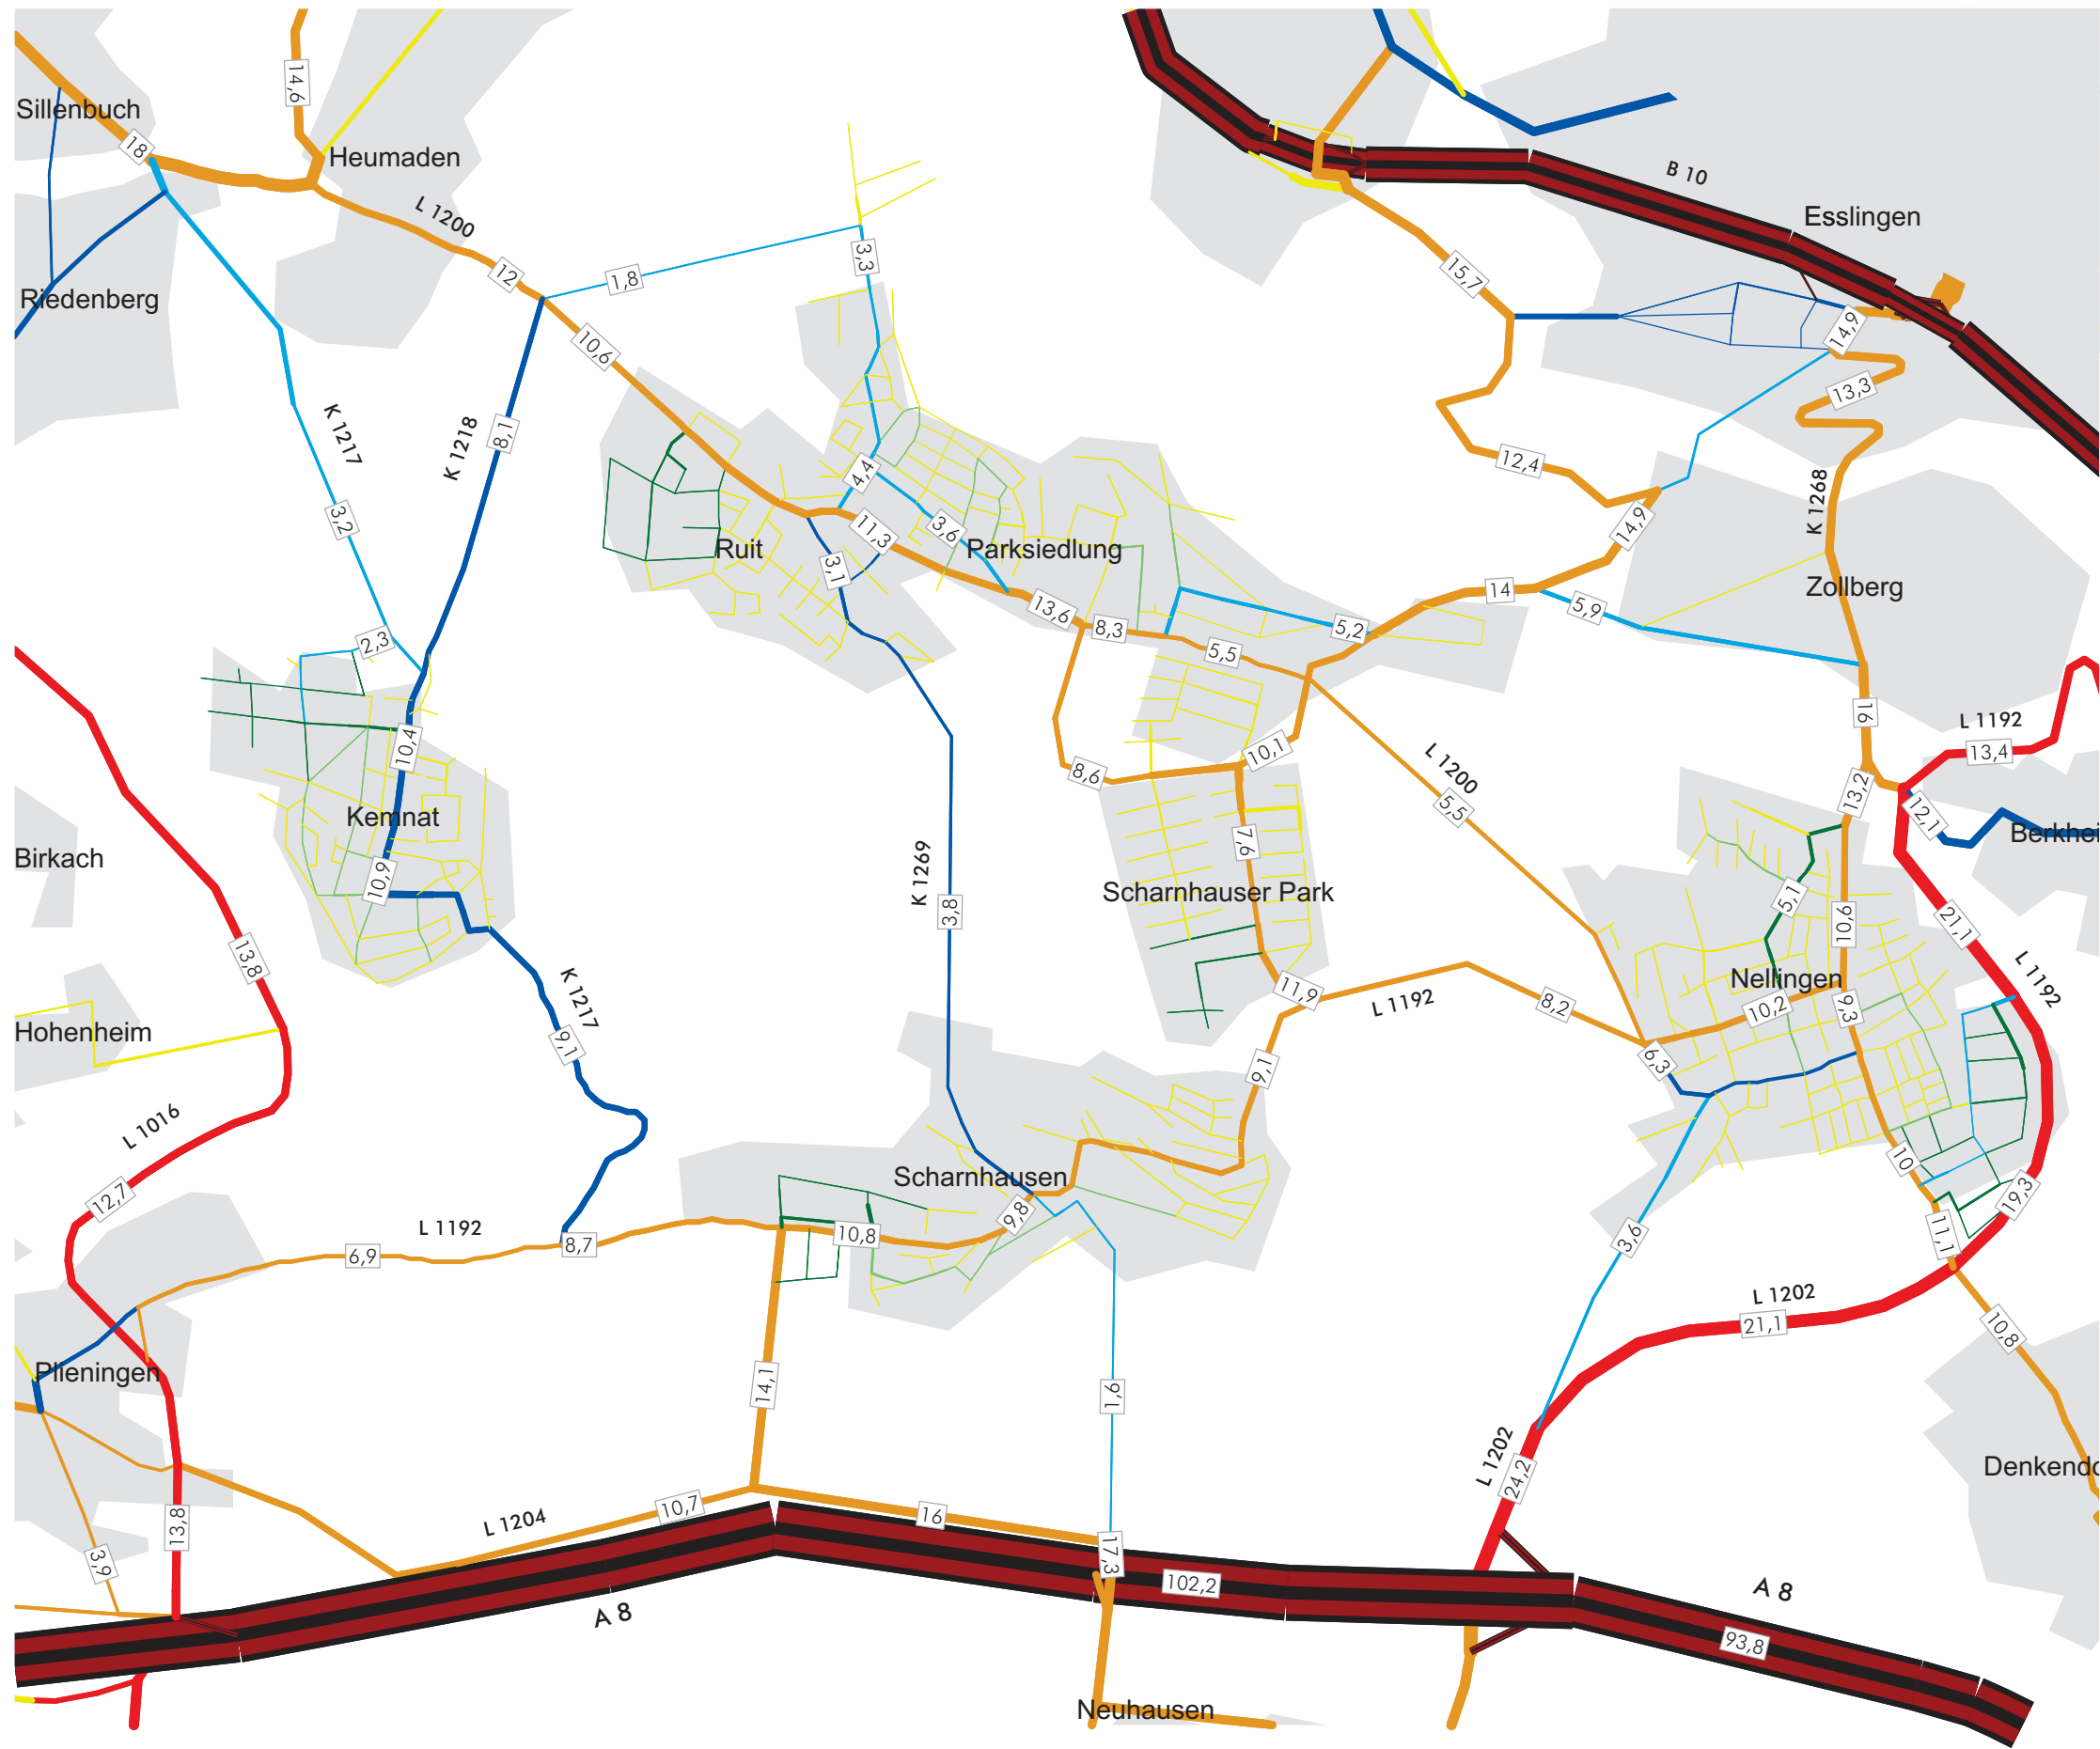 14,6
Sillenbuch
18
Heumaden
B 10
Esslingen
L 1200
12
1,8
3,3
15,7
Riedenberg
14,9
10,6
13,3
K 1217
K 1218
8,1
4,4
12,4
K 1268
3,2
11,3
3,6
14,9
Ruit
Parksiedlung
3,1
Zollberg
14
5,9
13,6
8,3
5,2
2,3
5,5
16
L 1192
13,4
10,4
10,1
8,6
L 1200
5,5
13,2
12,1
Kemnat
Berkhei
7,6
Birkach
10,9
K 1269
3,8
Scharnhauser Park
5,1
10,6
21,1
13,8
Nellingen
L 1192
K 1217
11,9
L 1192
8,2
10,2
9,3
Hohenheim
9,1
6,3
9,1
L 1016
12,7
Scharnhausen
10
19,3
9,8
L 1192
10,8
11,1
6,9
8,7
3,6
L 1202
21,1
10,8
Plieningen
14,1
1,6
Denkendo
L 1202
24,2
L 1204
10,7
16
13,8
17,3
3,9
102,2
A 8
A 8
93,8
Neuhausen